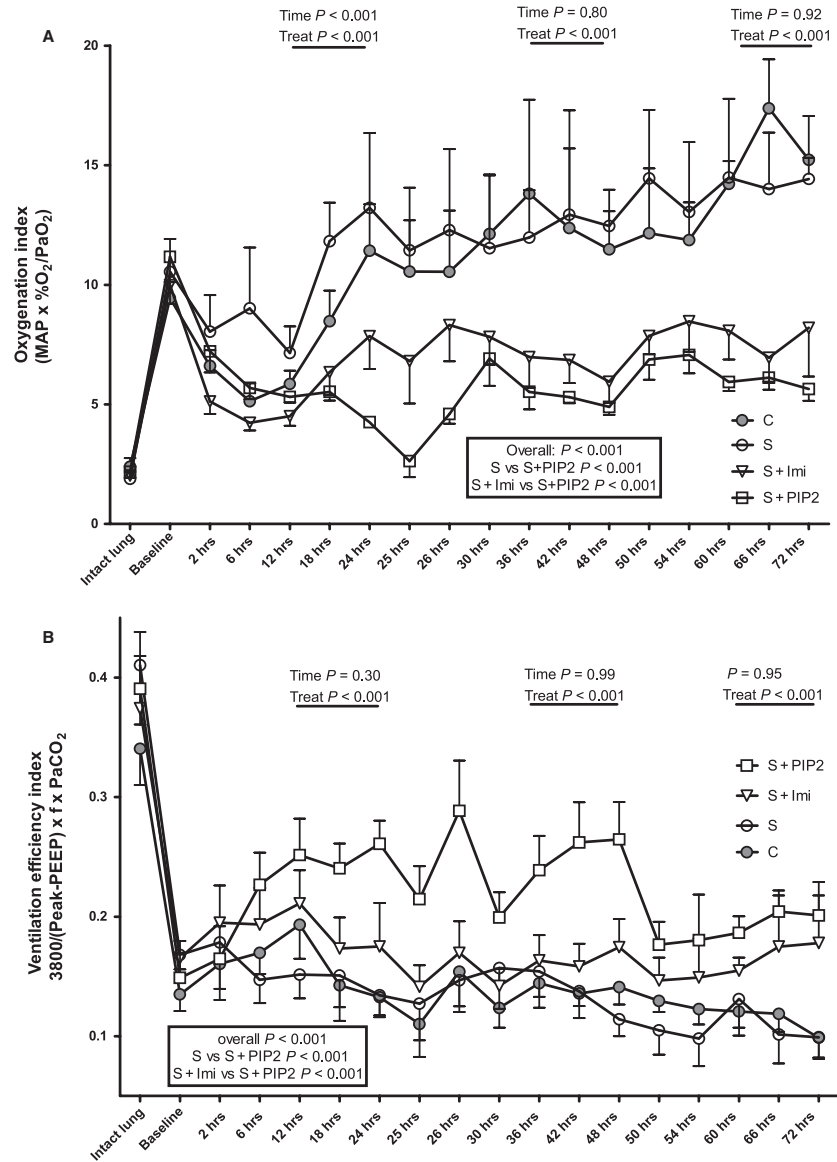 A
Time P < 0.001
Treat P < 0.001
Time P = 0.80
Treat P < 0.001
Time P = 0.92
Treat P < 0.001
Oxygenation index
(MAP x %O₂/PaO₂)
20
15
10
5
0
C
S
S + Imi
S + PIP2
Overall: P < 0.001
S vs S+PIP2 P < 0.001
S + Imi vs S+PIP2 P < 0.001
Intact lung
Baseline
2 hrs
6 hrs
12 hrs
18 hrs
24 hrs
25 hrs
26 hrs
30 hrs
36 hrs
42 hrs
48 hrs
50 hrs
54 hrs
60 hrs
66 hrs
72 hrs
B
Time P = 0.30
Treat P < 0.001
Time P = 0.99
Treat P < 0.001
P = 0.95
Treat P < 0.001
Ventilation efficiency index
3800/(Peak-PEEP) x f x PaCO₂
0.4
0.3
0.2
0.1
S + PIP2
S + Imi
S
C
overall P < 0.001
S vs S + PIP2 P < 0.001
S + Imi vs S + PIP2 P < 0.001
Intact lung
Baseline
2 hrs
6 hrs
12 hrs
18 hrs
24 hrs
25 hrs
26 hrs
30 hrs
36 hrs
42 hrs
48 hrs
50 hrs
54 hrs
60 hrs
66 hrs
72 hrs